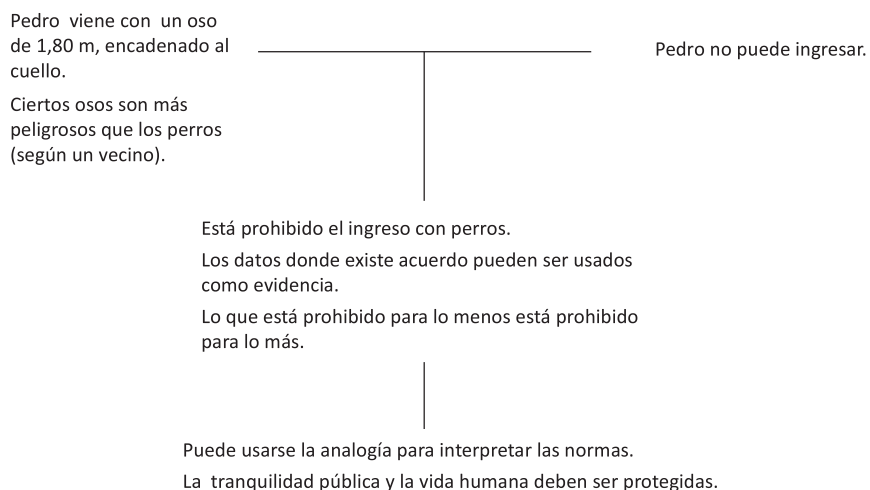 Pedro viene con un oso
de 1,80 m, encadenado al
cuello.
Ciertos osos son más
peligrosos que los perros
(según un vecino).
Pedro no puede ingresar.
Está prohibido el ingreso con perros.
Los datos donde existe acuerdo pueden ser usados
como evidencia.
Lo que está prohibido para lo menos está prohibido
para lo más.
Puede usarse la analogía para interpretar las normas.
La tranquilidad pública y la vida humana deben ser protegidas.